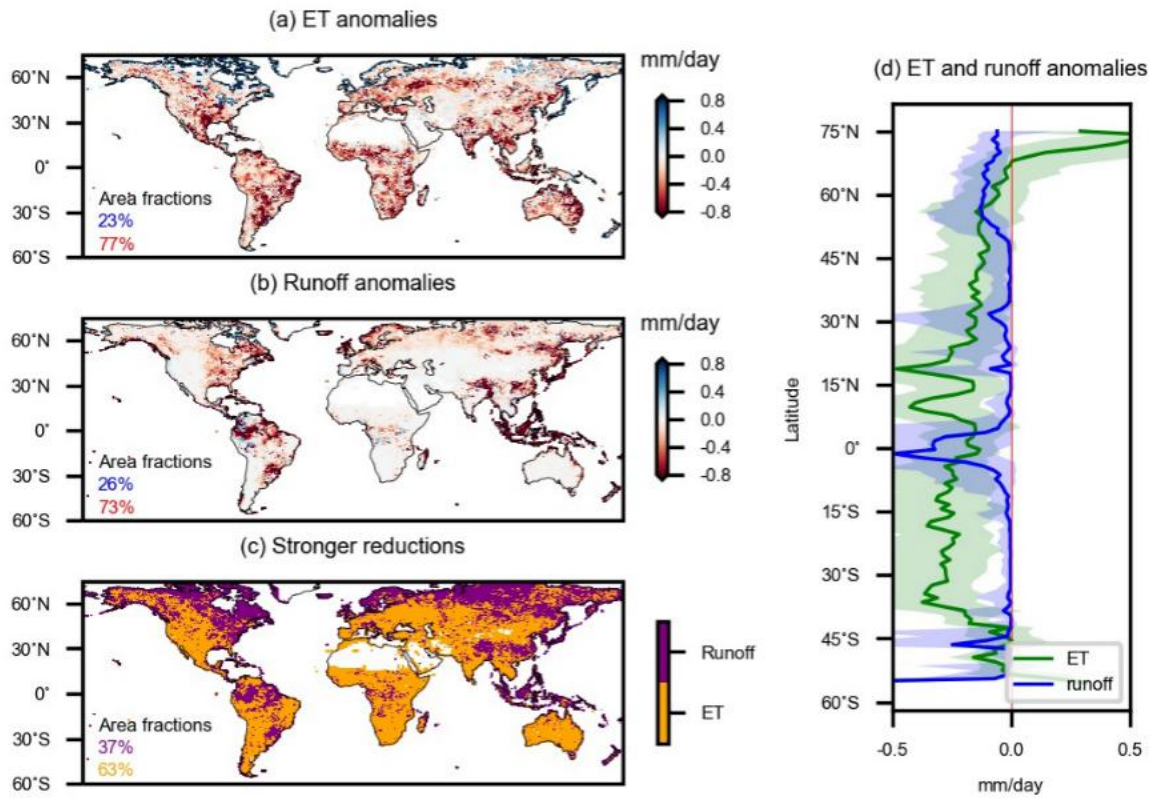 (a) ET anomalies
60°N
30°N
0°
30°S
60°S
Area fractions
23%
77%
mm/day
0.8
0.4
0.0
-0.4
-0.8
(b) Runoff anomalies
60°N
30°N
0°
30°S
60°S
Area fractions
26%
73%
mm/day
0.8
0.4
0.0
-0.4
-0.8
(c) Stronger reductions
60°N
30°N
0°
30°S
60°S
Area fractions
37%
63%
Runoff
ET
(d) ET and runoff anomalies
Latitude
75°N
60°N
45°N
30°N
15°N
0°
15°S
30°S
45°S
60°S
ET
runoff
-0.5
0.0
0.5
mm/day